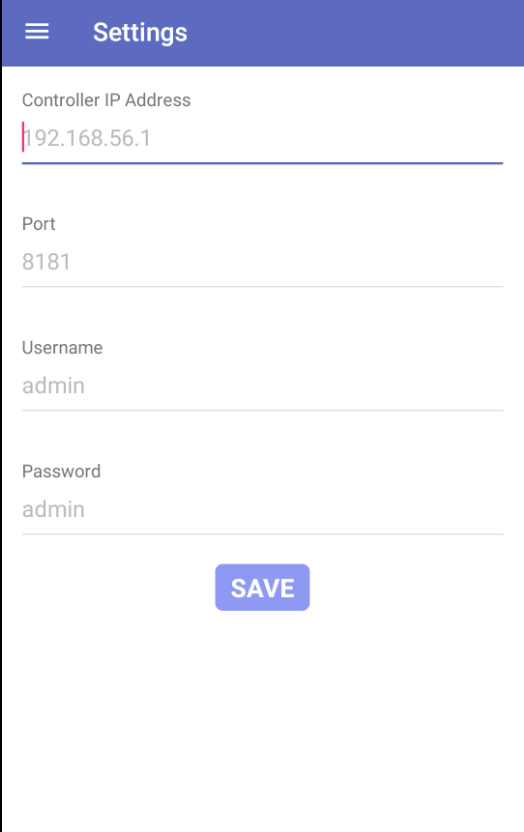 Settings
Controller IP Address
192.168.56.1
Port
8181
Username
admin
Password
admin
SAVE